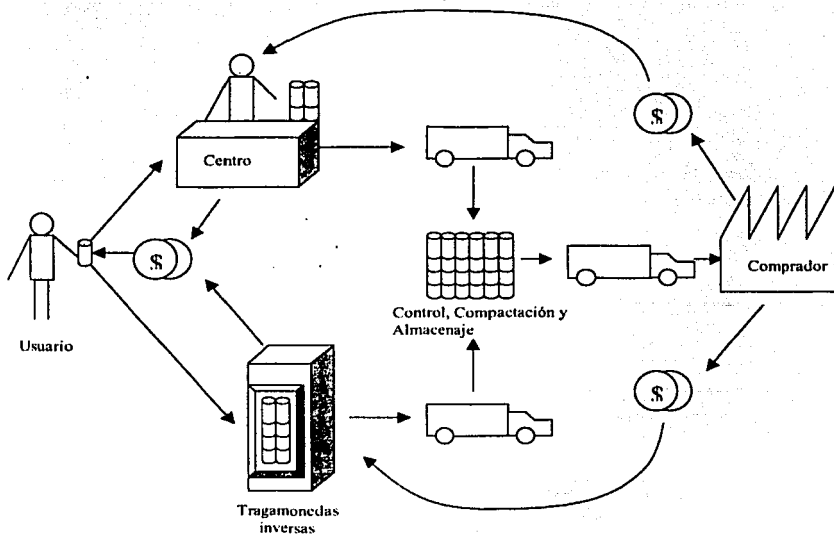 $
Centro
$
Comprador
Control, Compactación y
Almacenaje
Usuario
$
Tragamonedas
inversas